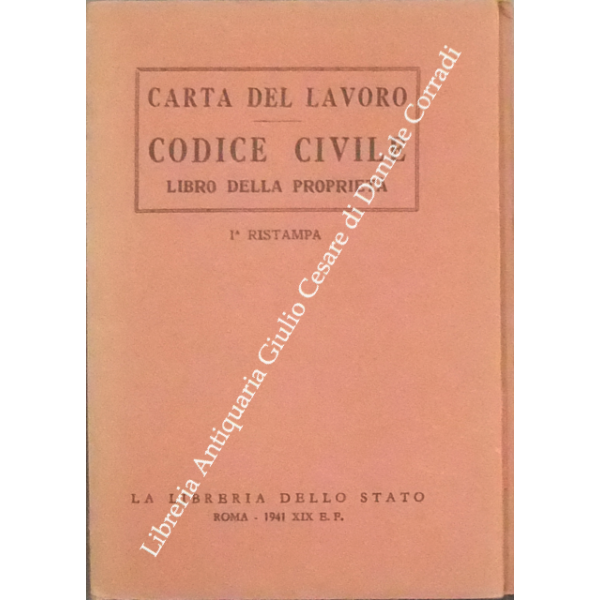 CARTA DEL LAVORO
CODICE CIVILE
LIBRO DELLA PROPRIETÀ
Iª RISTAMPA
LA LIBRERIA DELLO STATO
ROMA - 1941 XIX E. F.
Libreria Antiquaria Giulio Cesare di Daniele Corradi